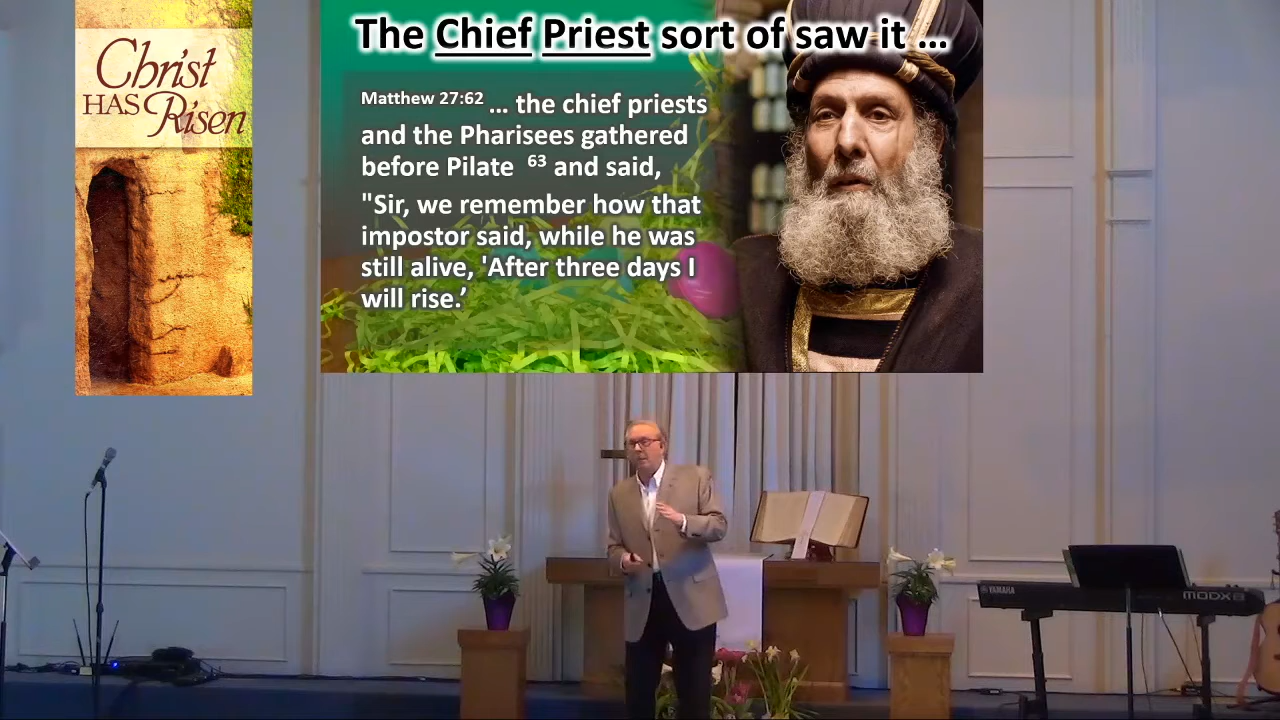 Christ
HAS Risen
The Chief Priest sort of saw it ...
Matthew 27:62 ... the chief priests
and the Pharisees gathered
before Pilate 63 and said,
"Sir, we remember how that
impostor said, while he was
still alive, 'After three days I
will rise.’
YAMAHA
MODX8